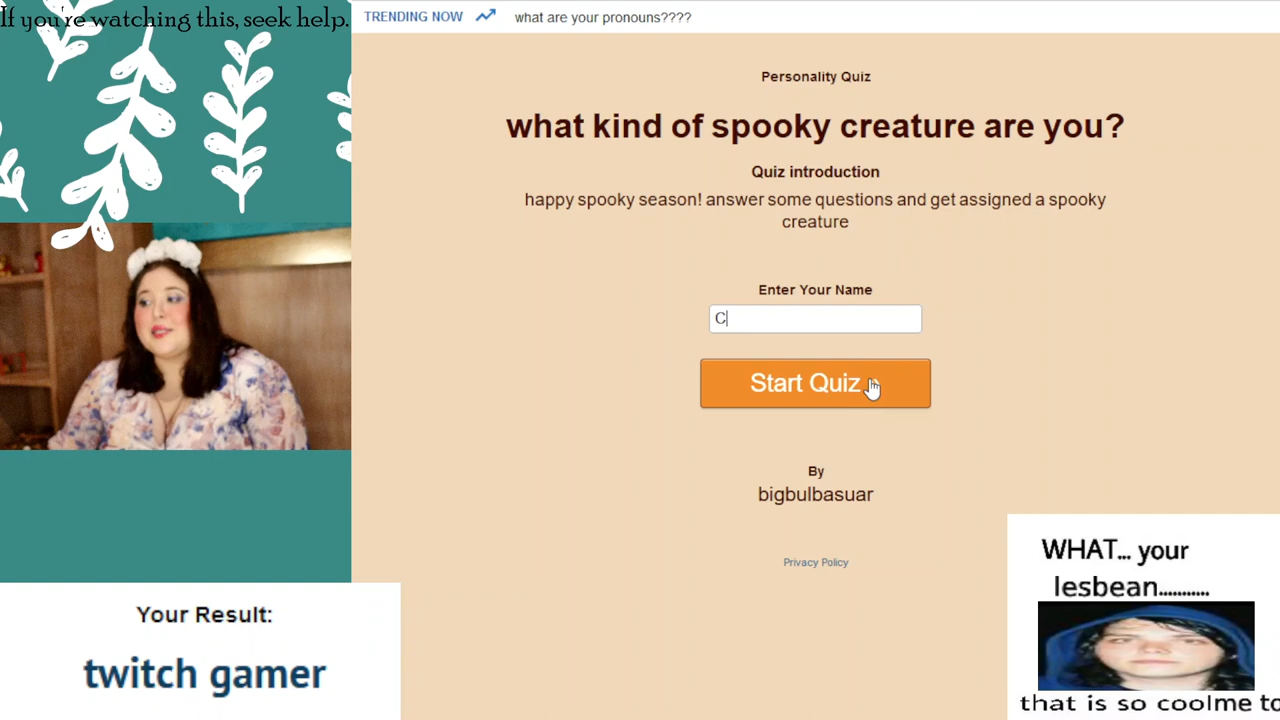 If you're watching this, seek help.
TRENDING NOW what are your pronouns????
Personality Quiz
what kind of spooky creature are you?
Quiz introduction
happy spooky season! answer some questions and get assigned a spooky
creature
Enter Your Name
C
Start Quiz
By
bigbulbasuar
Privacy Policy
Your Result:
twitch gamer
WHAT... your
lesbean...........
that is so coolme to